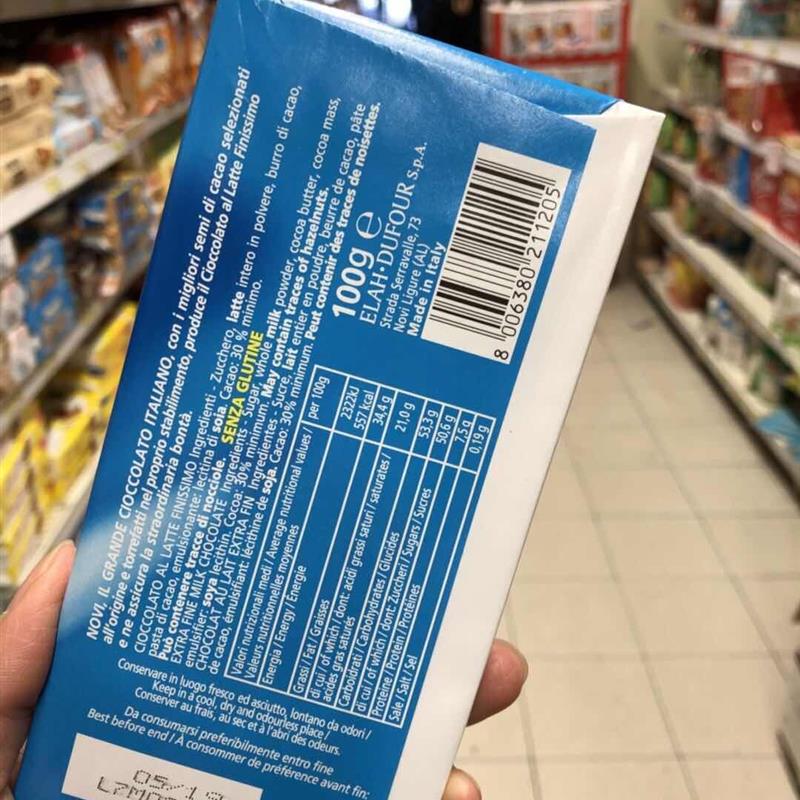 NOVI, IL GRANDE CIOCCOLATO ITALIANO, con i migliori semi di cacao selezionati
all'origine e torrefatti nel proprio stabilimento, produce il Cioccolato al Latte Finissimo
e ne assicura la straordinaria bontà.
CIOCCOLATO AL LATTE FINISSIMO Ingredienti - Zucchero, latte intero in polvere, burro di cacao,
pasta di cacao, emulsionante: lecitina di soia. Cacao: 30 % minimo.
Può contenere tracce di nocciole. SENZA GLUTINE
EXTRA FINE MILK CHOCOLATE Ingredients - Sugar, whole milk powder, cocoa butter, cocoa mass,
emulsifier: soya lecithin. Cocoa: 30% minimum. May contain traces of hazelnuts.
CHOCOLAT AU LAIT EXTRA FIN Ingredientes - Sucre, lait entier en poudre, beurre de cacao, pâte
de cacao, émulsifiant: lécithine de soja. Cacao: 30% minimum. Peut contenir des traces de noisettes.
Valori nutrizionali medi / Average nutritional values /
Valeurs nutritionnelles moyennes
per 100g
Energia / Energy / Énergie
2322kJ
557 kcal
Grassi / Fat / Graisses
34,4 g
di cui / of which / dont: acidi grassi saturi / saturates /
acides gras saturés
21,0 g
Carboidrati / Carbohydrates / Glucides
53,3 g
di cui / of which / dont: Zuccheri / Sugars / Sucres
50,6 g
Proteine / Protein / Protéines
7,3 g
Sale / Salt / Sel
0,19 g
100g e
ELAH-DUFOUR S.p.A.
Strada Serravalle, 73
Novi Ligure (AL)
Made in Italy
8 006380 211205
Conservare in luogo fresco ed asciutto, lontano da odori /
Keep in a cool, dry and odourless place /
Conserver au frais, au sec et à l'abri des odeurs.
Da consumarsi preferibilmente entro fine
Best before end / À consommer de préférence avant fin:
05/19